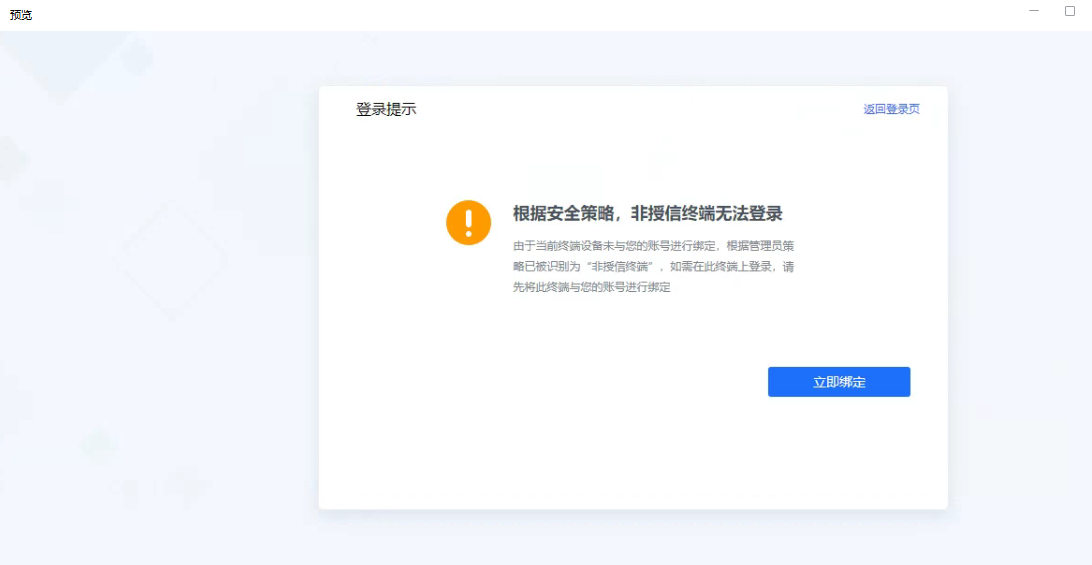 预览
登录提示
返回登录页
根据安全策略，非授信终端无法登录
由于当前终端设备未与您的账号进行绑定，根据管理员策
略已被识别为“非授信终端”，如需在此终端上登录，请
先将此终端与您的账号进行绑定
立即绑定